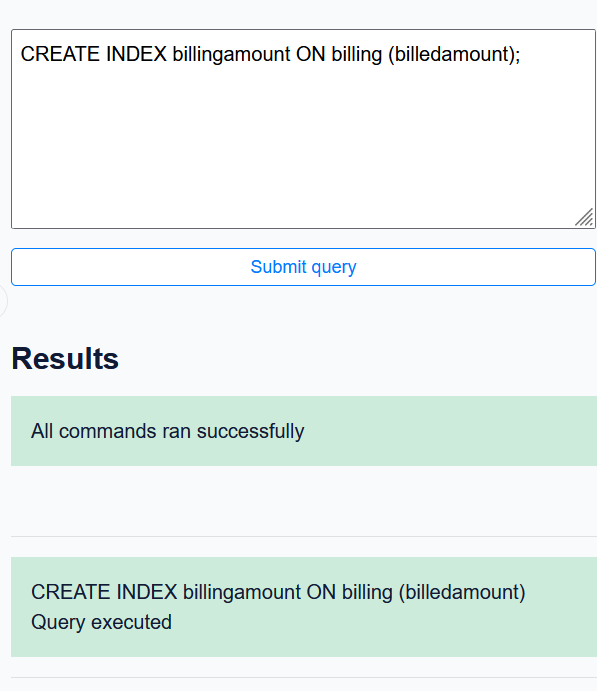 CREATE INDEX billingamount ON billing (billedamount);
Submit query
Results
All commands ran successfully
CREATE INDEX billingamount ON billing (billedamount)
Query executed